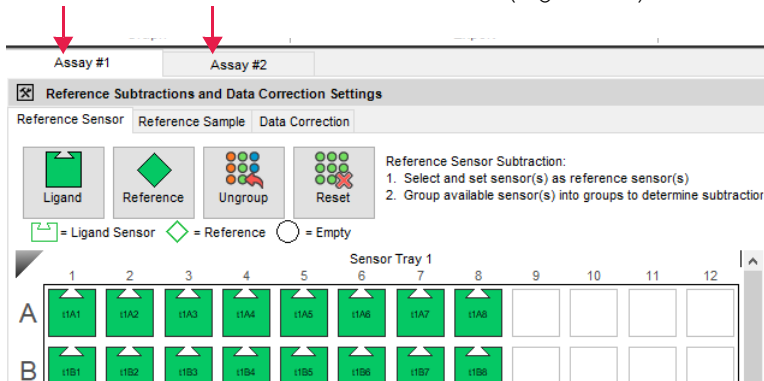 Assay #1 Assay #2
Reference Subtractions and Data Correction Settings
Reference Sensor Reference Sample Data Correction
Ligand Reference Ungroup Reset
Reference Sensor Subtraction:
1. Select and set sensor(s) as reference sensor(s)
2. Group available sensor(s) into groups to determine subtraction
= Ligand Sensor = Reference = Empty
Sensor Tray 1
1 2 3 4 5 6 7 8 9 10 11 12
A t1A1 t1A2 t1A3 t1A4 t1A5 t1A6 t1A7 t1A8
B t1B1 t1B2 t1B3 t1B4 t1B5 t1B6 t1B7 t1B8